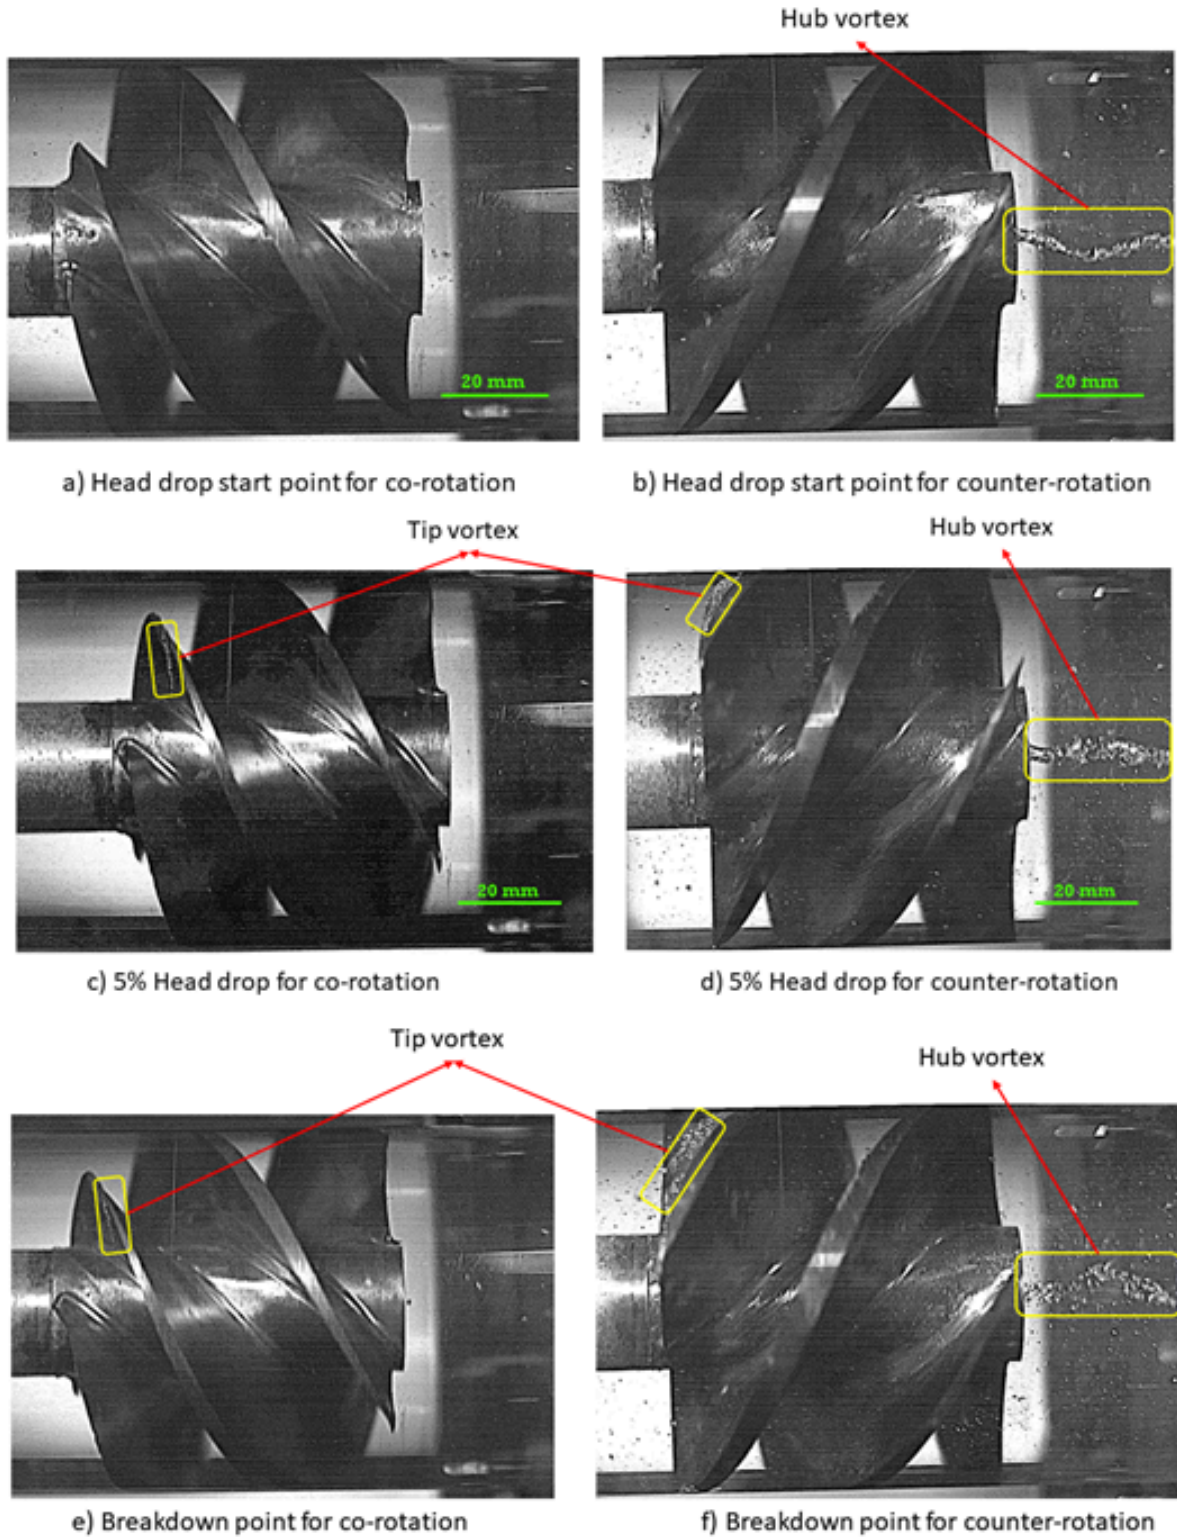 Hub vortex
20 mm
20 mm
a) Head drop start point for co-rotation
b) Head drop start point for counter-rotation
Tip vortex
Hub vortex
20 mm
20 mm
c) 5% Head drop for co-rotation
d) 5% Head drop for counter-rotation
Tip vortex
Hub vortex
e) Breakdown point for co-rotation
f) Breakdown point for counter-rotation